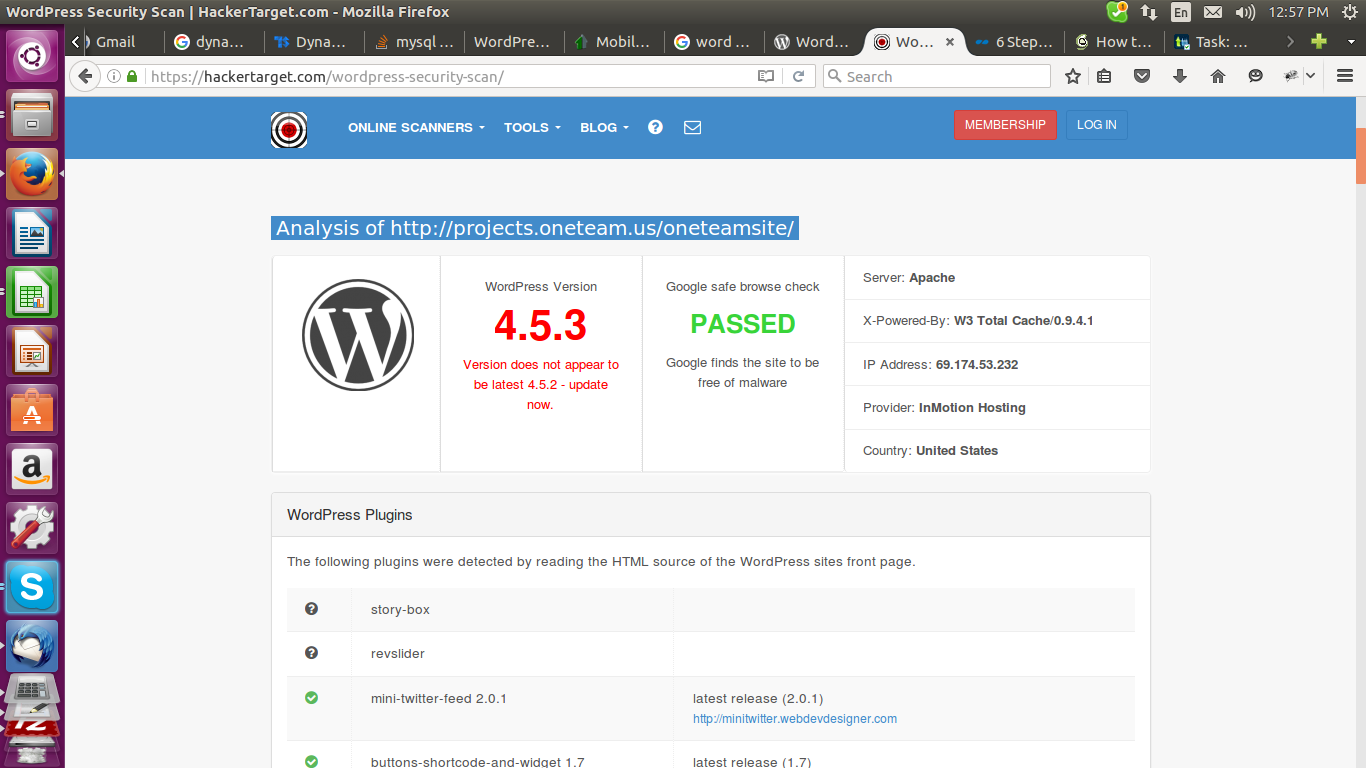 WordPress Security Scan | HackerTarget.com - Mozilla Firefox
En
12:57 PM
Gmail
dyna...
Dyna...
mysql ...
WordPre...
Mobil...
word ...
Word...
Wo...
6 Step...
How t...
Task: ...
https://hackertarget.com/wordpress-security-scan/
Search
ONLINE SCANNERS
TOOLS
BLOG
MEMBERSHIP
LOG IN
Analysis of http://projects.oneteam.us/oneteamsite/
WordPress Version
4.5.3
Version does not appear to
be latest 4.5.2 - update
now.
Google safe browse check
PASSED
Google finds the site to be
free of malware
Server: Apache
X-Powered-By: W3 Total Cache/0.9.4.1
IP Address: 69.174.53.232
Provider: InMotion Hosting
Country: United States
WordPress Plugins
The following plugins were detected by reading the HTML source of the WordPress sites front page.
story-box
revslider
mini-twitter-feed 2.0.1
latest release (2.0.1)
http://minitwitter.webdevdesigner.com
buttons-shortcode-and-widget 1.7
latest release (1.7)